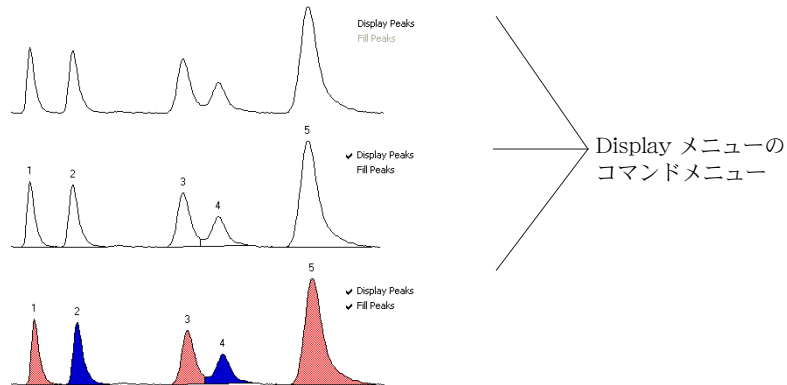 Display Peaks
Fill Peaks
5
✔ Display Peaks
Fill Peaks
1
2
3
4
Display メニューの
コマンドメニュー
5
✔ Display Peaks
✔ Fill Peaks
1
2
3
4